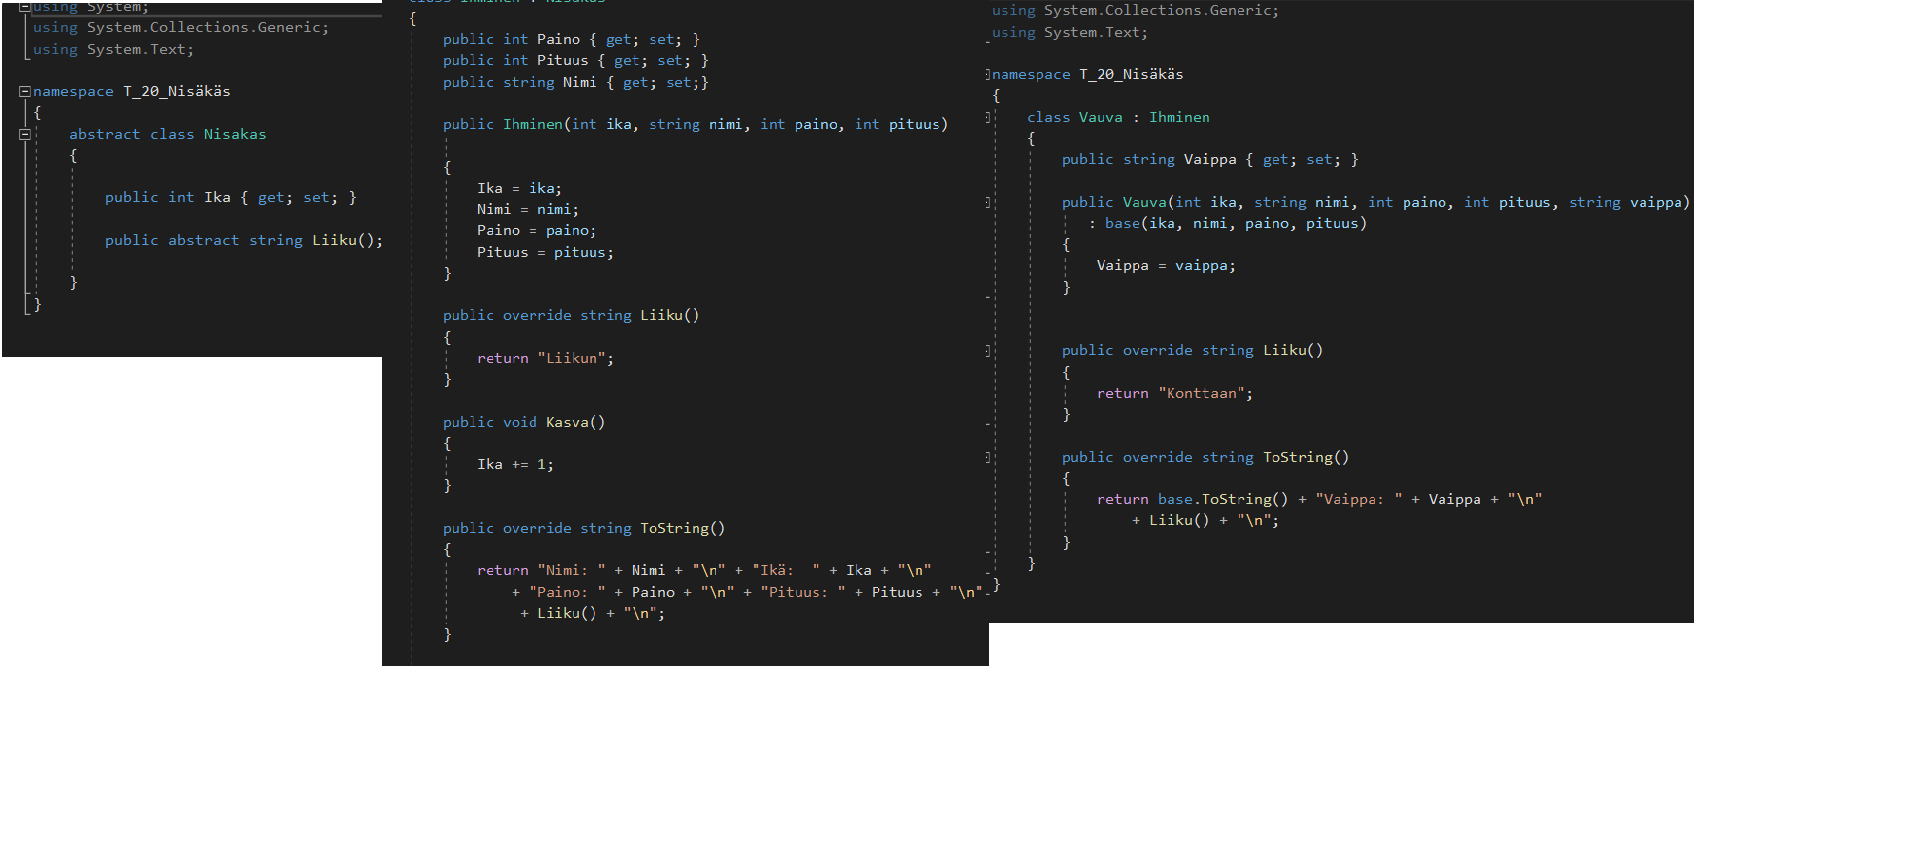 using System;
using System.Collections.Generic;
using System.Text;
namespace T_20_Nisäkäs
{
abstract class Nisakas
{
public int Ika { get; set; }
public abstract string Liiku();
}
}
class Ihminen : Nisakas
{
public int Paino { get; set; }
public int Pituus { get; set; }
public string Nimi { get; set;}
public Ihminen(int ika, string nimi, int paino, int pituus)
{
Ika = ika;
Nimi = nimi;
Paino = paino;
Pituus = pituus;
}
public override string Liiku()
{
return "Liikun";
}
public void Kasva()
{
Ika += 1;
}
public override string ToString()
{
return "Nimi: " + Nimi + "\n" + "Ikä:  " + Ika + "\n"
+ "Paino: " + Paino + "\n" + "Pituus: " + Pituus + "\n"
+ Liiku() + "\n";
}
using System.Collections.Generic;
using System.Text;
namespace T_20_Nisäkäs
{
class Vauva : Ihminen
{
public string Vaippa { get; set; }
public Vauva(int ika, string nimi, int paino, int pituus, string vaippa)
: base(ika, nimi, paino, pituus)
{
Vaippa = vaippa;
}
public override string Liiku()
{
return "Konttaan";
}
public override string ToString()
{
return base.ToString() + "Vaippa: " + Vaippa + "\n"
+ Liiku() + "\n";
}
}
}